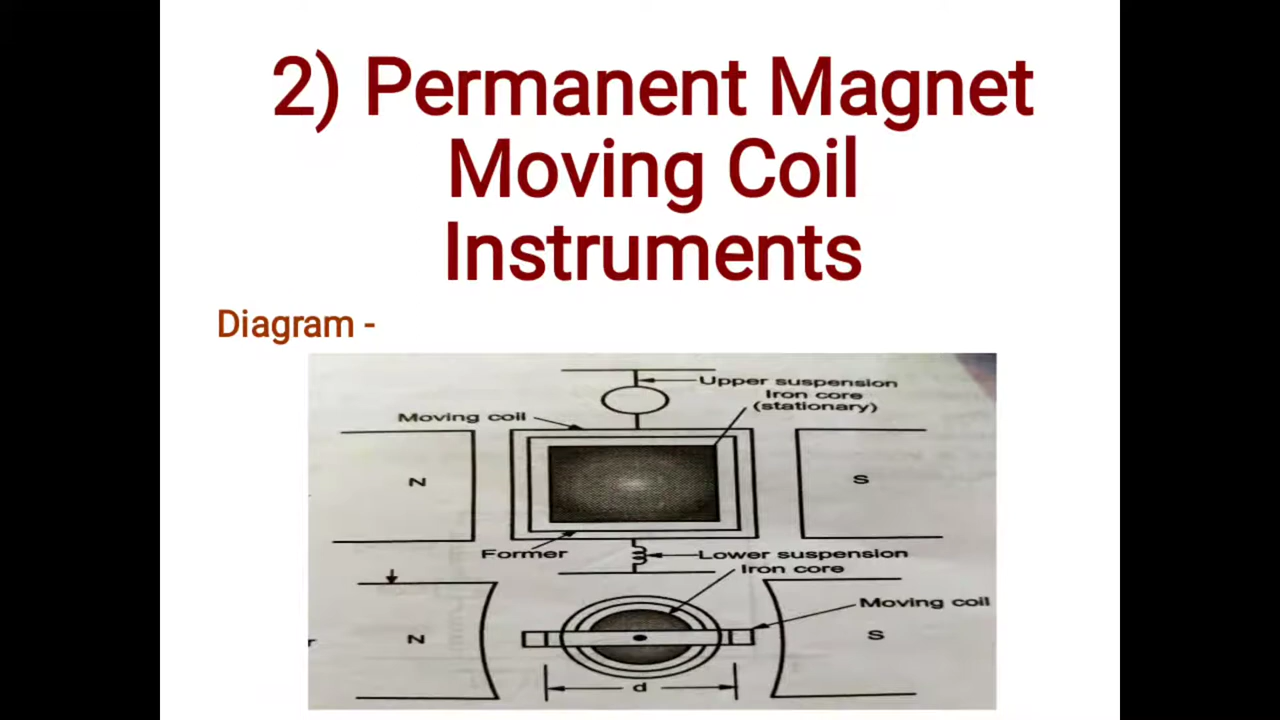 2) Permanent Magnet
Moving Coil
Instruments
Diagram -
Upper suspension
Iron core
(stationary)
Moving coil
N
S
Former
Lower suspension
Iron core
Moving coil
N
S
d